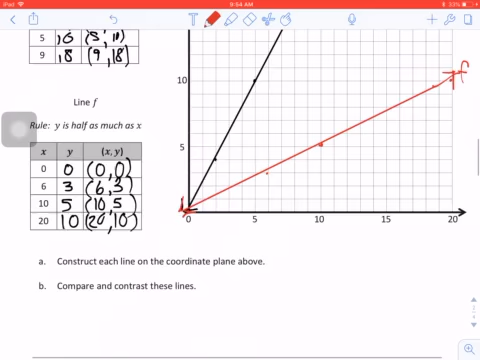 iPad
9:54 AM
33%
T
5 10 (5, 10)
9 18 (9, 18)
Line f
Rule: y is half as much as x
x y (x, y)
0 0 (0,0)
6 3 (6,3)
10 5 (10,5)
20 10 (20,10)
10
5
0 5 10 15 20
f
a. Construct each line on the coordinate plane above.
b. Compare and contrast these lines.